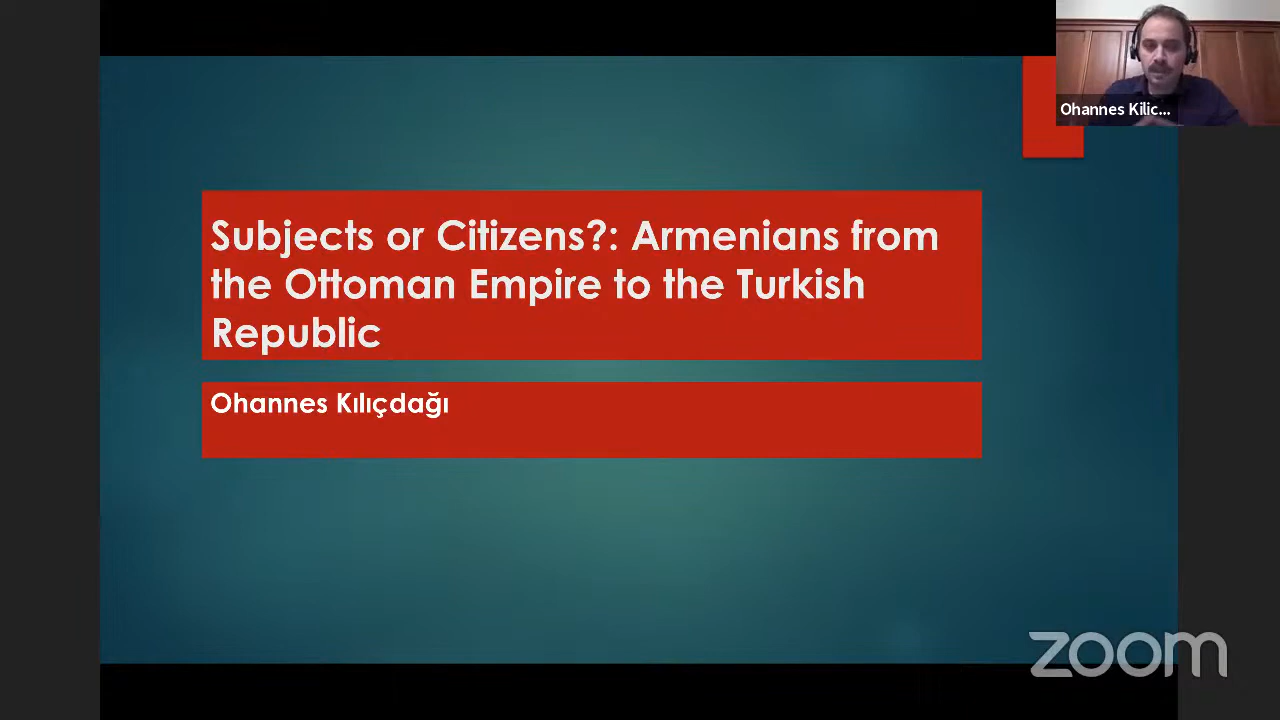 Ohannes Kilic...
Subjects or Citizens?: Armenians from
the Ottoman Empire to the Turkish
Republic
Ohannes Kılıçdağı
zoom